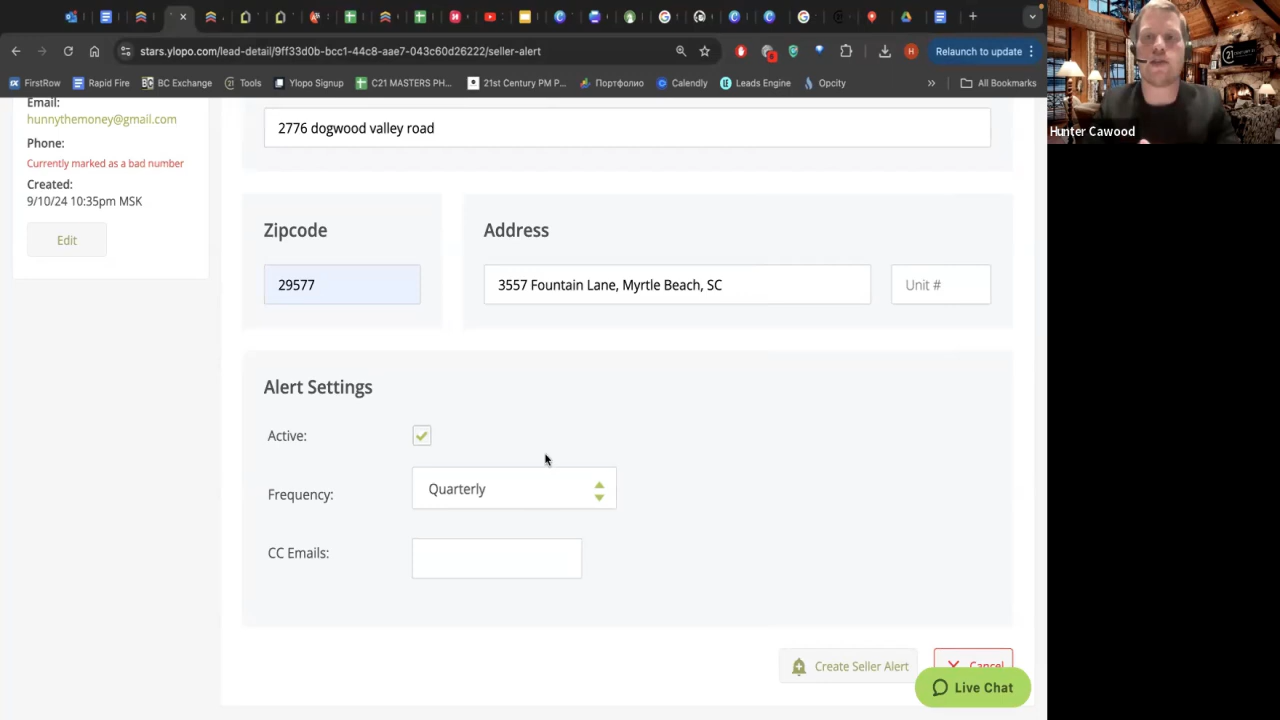 stars.ylopo.com/lead-detail/9ff33d0b-bcc1-44c8-aae7-043c60d26222/seller-alert
H
Relaunch to update
FirstRow
Rapid Fire
BC Exchange
Tools
Ylopo Signup
C21 MASTERS PH...
21st Century PM P...
Портфолио
Calendly
Leads Engine
Opcity
»
All Bookmarks
Hunter Cawood
Email:
hunnythemoney@gmail.com
Phone:
Currently marked as a bad number
Created:
9/10/24 10:35pm MSK
Edit
2776 dogwood valley road
Zipcode
Address
29577
3557 Fountain Lane, Myrtle Beach, SC
Unit #
Alert Settings
Active:
Frequency:
Quarterly
CC Emails:
Create Seller Alert
Cancel
Live Chat